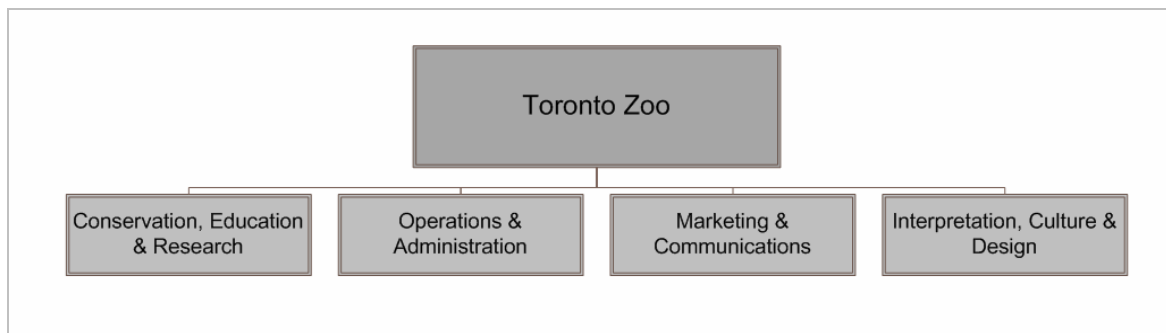 Toronto Zoo
Conservation, Education
& Research
Operations &
Administration
Marketing &
Communications
Interpretation, Culture &
Design